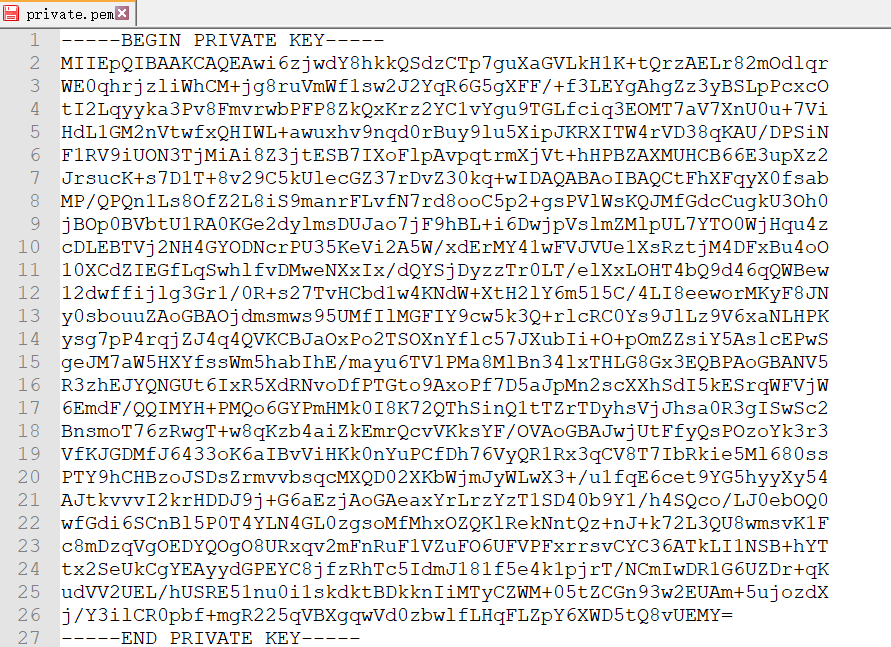 private.pem
1 -----BEGIN PRIVATE KEY-----
2 MIIEpQIBAAKCAQEAwi6zjwdY8hkkQSdzCTp7guXaGVLkH1K+tQrzAELr82mOdlqr
3 WE0qhrjzliWhCM+jg8ruVmWf1sw2J2YqR6G5gXFF/+f3LEYgAhgZz3yBSLpPcxcO
4 tI2Lqyyka3Pv8FmvrwbPFP8ZkQxKrz2YC1vYgu9TGLfciq3EOMT7aV7XnU0u+7Vi
5 HdL1GM2nVtwfxQHIWL+awuxhv9nqd0rBuy9lu5XipJKRXITW4rVD38qKAU/DPSiN
6 F1RV9iUON3TjMiAi8Z3jtESB7IXoFlpAvpqtrmXjVt+hHPBZAXMUHCB66E3upXz2
7 JrsucK+s7D1T+8v29C5kUlecGZ37rDvZ30kq+wIDAQABAoIBAQCtFhXFqyX0fsab
8 MP/QPQn1Ls8OfZ2L8iS9manrFLvfN7rd8ooC5p2+gsPVlWsKQJMfGdcCugkU3Oh0
9 jBOp0BVbtU1RA0KGe2dylmsDUJao7jF9hBL+i6DwjpVslmZMlpUL7YTO0WjHqu4z
10 cDLEBTVj2NH4GYODNcrPU35KeVi2A5W/xdErMY41wFVJVUelXsRztjM4DFxBu4oO
11 10XCdZIEGfLqSwhlfvDMweNXxIx/dQYSjDyzzTr0LT/elXxLOHT4bQ9d46qQWBew
12 12dwffijlg3Gr1/0R+s27TvHCbd1w4KNdW+XtH2lY6m515C/4LI8eeworMKyF8JN
13 y0sbouuZAoGBAOjdmsmws95UMfIlMGFIY9cw5k3Q+rlcRC0Ys9JlLz9V6xaNLHPK
14 ysg7pP4rqjZJ4q4QVKCBJaOxPo2TSOXnYflc57JXubIi+O+pOmZZsiY5AslcEPwS
15 geJM7aW5HXYfssWm5habIhE/mayu6TV1PMa8MlBn34lxTHLG8Gx3EQBPAoGBANV5
16 R3zhEJYQNGUt6IxR5XdRNvoDfPTGto9AxoPf7D5aJpMn2scXXhSdI5kESrqWFVjW
17 6EmdF/QQIMYH+PMQo6GYPmHMk0I8K72QThSinQ1tTZrTDyhsVjJhsa0R3gISwSc2
18 BnsmoT76zRwgT+w8qKzb4aiZkEmrQcvVKksYF/OVAoGBAJwjUtFfyQsPOzoYk3r3
19 VfKJGDMfJ6433oK6aIBvViHKk0nYuPCfDh76VyQR1Rx3qCV8T7IbRkie5Ml680ss
20 PTY9hCHBzoJSDsZrmvvbsqcMXQD02XKbWjmJyWLwX3+/u1fqE6cet9YG5hyyXy54
21 AJtkvvvI2krHDDJ9j+G6aEzjAoGAeaxYrLrzYzT1SD40b9Y1/h4SQco/LJ0ebOQ0
22 wfGdi6SCnBl5P0T4YLN4GL0zgsoMfMhxOZQKlRekNntQz+nJ+k72L3QU8wmsvK1F
23 c8mDzqVgOEDYQOgO8URxqv2mFnRuF1VZuFO6UFVPFxrrsvCYC36ATkLI1NSB+hYT
24 tx2SeUkCgYEAyydGPEYC8jfzRhTc5IdmJ181f5e4k1pjrT/NCmIwDR1G6UZDr+qK
25 udVV2UEL/hUSRE51nu0i1skdktBDkknIiMTyCZWM+05tZCGn93w2EUAm+5ujozdX
26 j/Y3ilCR0pbf+mgR225qVBXgqwVd0zbwlfLHqFLZpY6XWD5tQ8vUEMY=
27 -----END PRIVATE KEY-----